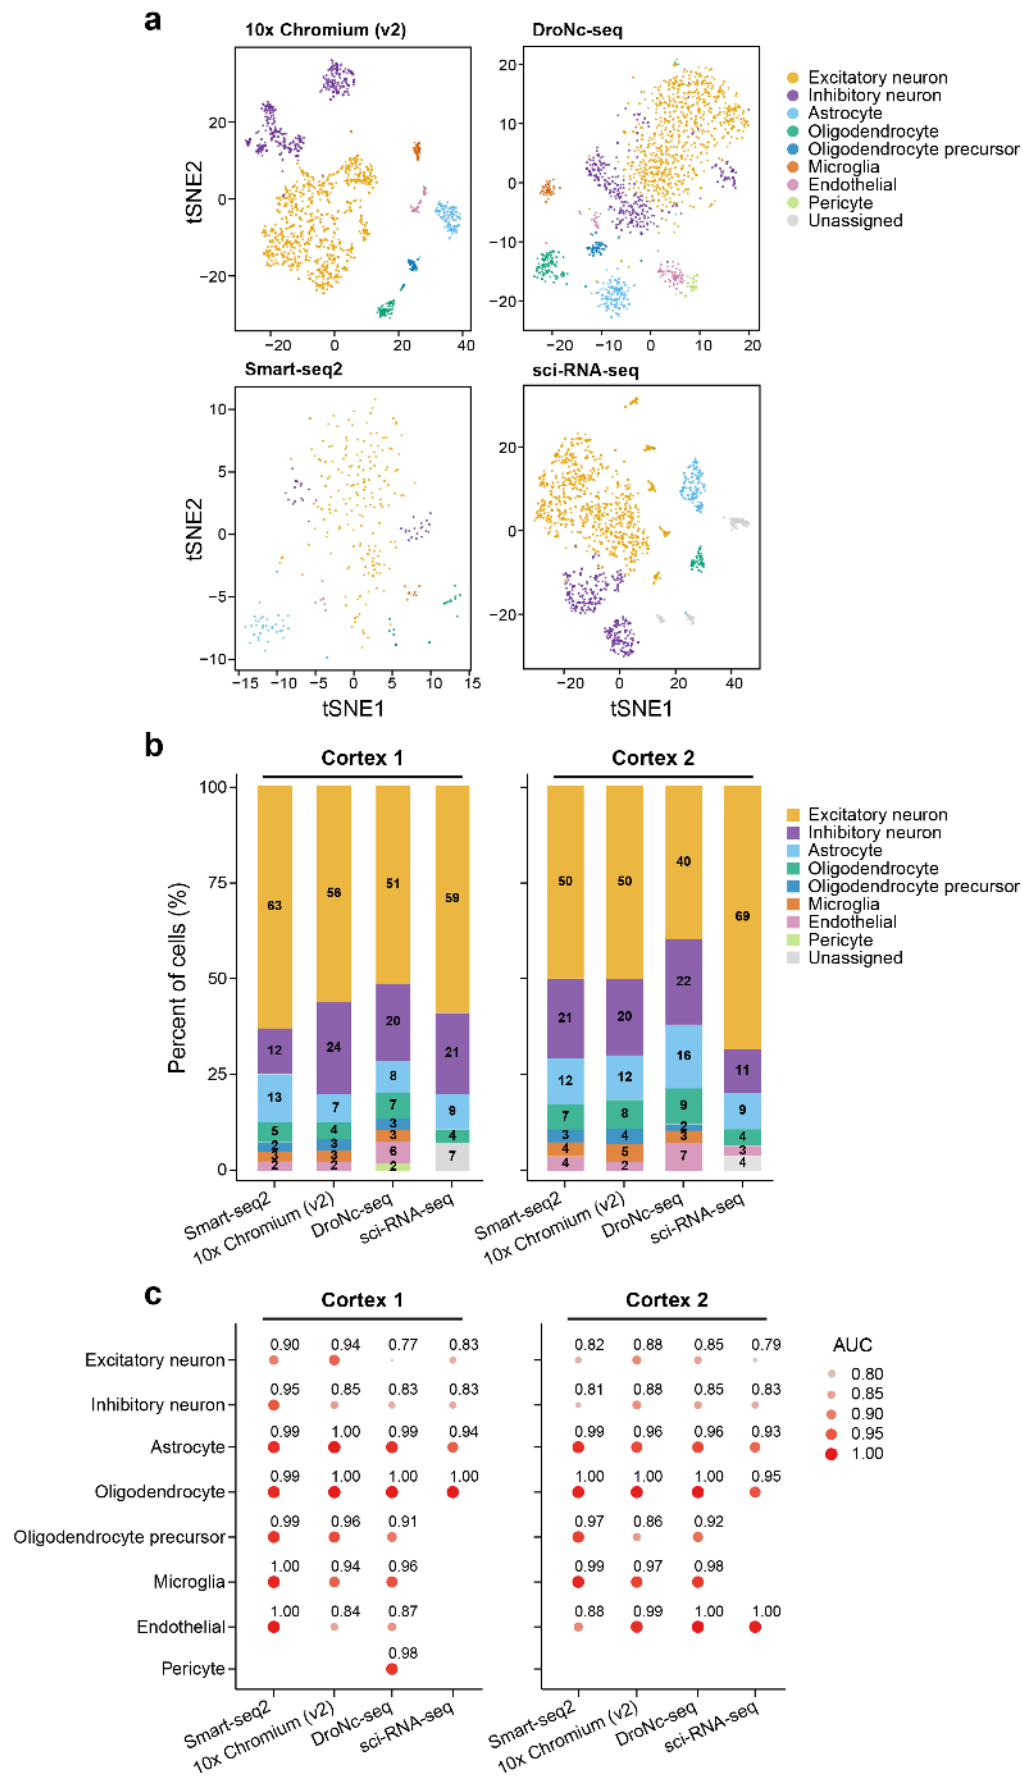 a
10x Chromium (v2)
DroNc-seq
tSNE2
20
0
−20
−20
0
20
40
20
10
0
−10
−20
−20
−10
0
10
20
Excitatory neuron
Inhibitory neuron
Astrocyte
Oligodendrocyte
Oligodendrocyte precursor
Microglia
Endothelial
Pericyte
Unassigned
Smart-seq2
sci-RNA-seq
tSNE2
10
5
0
−5
−10
−15
−10
−5
0
5
10
15
tSNE1
20
0
−20
−20
0
20
40
tSNE1
b
Cortex 1
Cortex 2
Percent of cells (%)
100
75
50
25
0
63
12
13
5
2
3
2
56
24
7
4
3
3
2
51
20
8
7
3
3
6
2
59
21
9
4
7
50
21
12
7
3
4
4
50
20
12
8
4
5
2
40
22
16
9
2
3
7
69
11
9
4
3
4
Smart-seq2
10x Chromium (v2)
DroNc-seq
sci-RNA-seq
Smart-seq2
10x Chromium (v2)
DroNc-seq
sci-RNA-seq
Excitatory neuron
Inhibitory neuron
Astrocyte
Oligodendrocyte
Oligodendrocyte precursor
Microglia
Endothelial
Pericyte
Unassigned
c
Cortex 1
Cortex 2
Excitatory neuron 0.90 0.94 0.77 0.83 0.82 0.88 0.85 0.79
Inhibitory neuron 0.95 0.85 0.83 0.83 0.81 0.88 0.85 0.83
Astrocyte 0.99 1.00 0.99 0.94 0.99 0.96 0.96 0.93
Oligodendrocyte 0.99 1.00 1.00 1.00 1.00 1.00 1.00 0.95
Oligodendrocyte precursor 0.99 0.96 0.91 0.97 0.86 0.92
Microglia 1.00 0.94 0.96 0.99 0.97 0.98
Endothelial 1.00 0.84 0.87 0.88 0.99 1.00 1.00
Pericyte 0.98
Smart-seq2
10x Chromium (v2)
DroNc-seq
sci-RNA-seq
Smart-seq2
10x Chromium (v2)
DroNc-seq
sci-RNA-seq
AUC
0.80
0.85
0.90
0.95
1.00